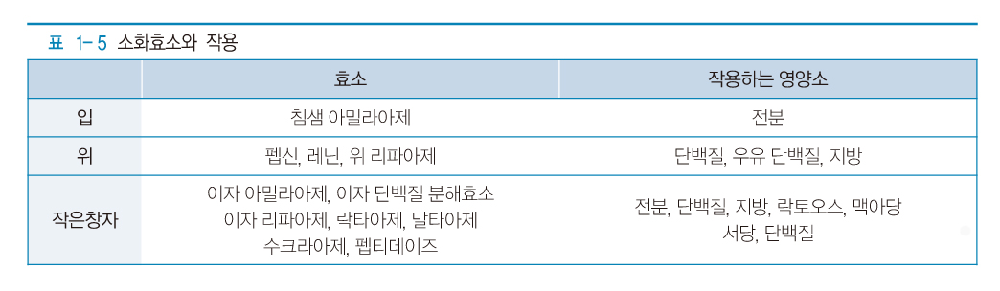 표 1-5 소화효소와 작용
효소 작용하는 영양소
입 침샘 아밀라아제 전분
위 펩신, 레닌, 위 리파아제 단백질, 우유 단백질, 지방
작은창자
이자 아밀라아제, 이자 단백질 분해효소
이자 리파아제, 락타아제, 말타아제
수크라아제, 펩티데이즈
전분, 단백질, 지방, 락토오스, 맥아당
서당, 단백질